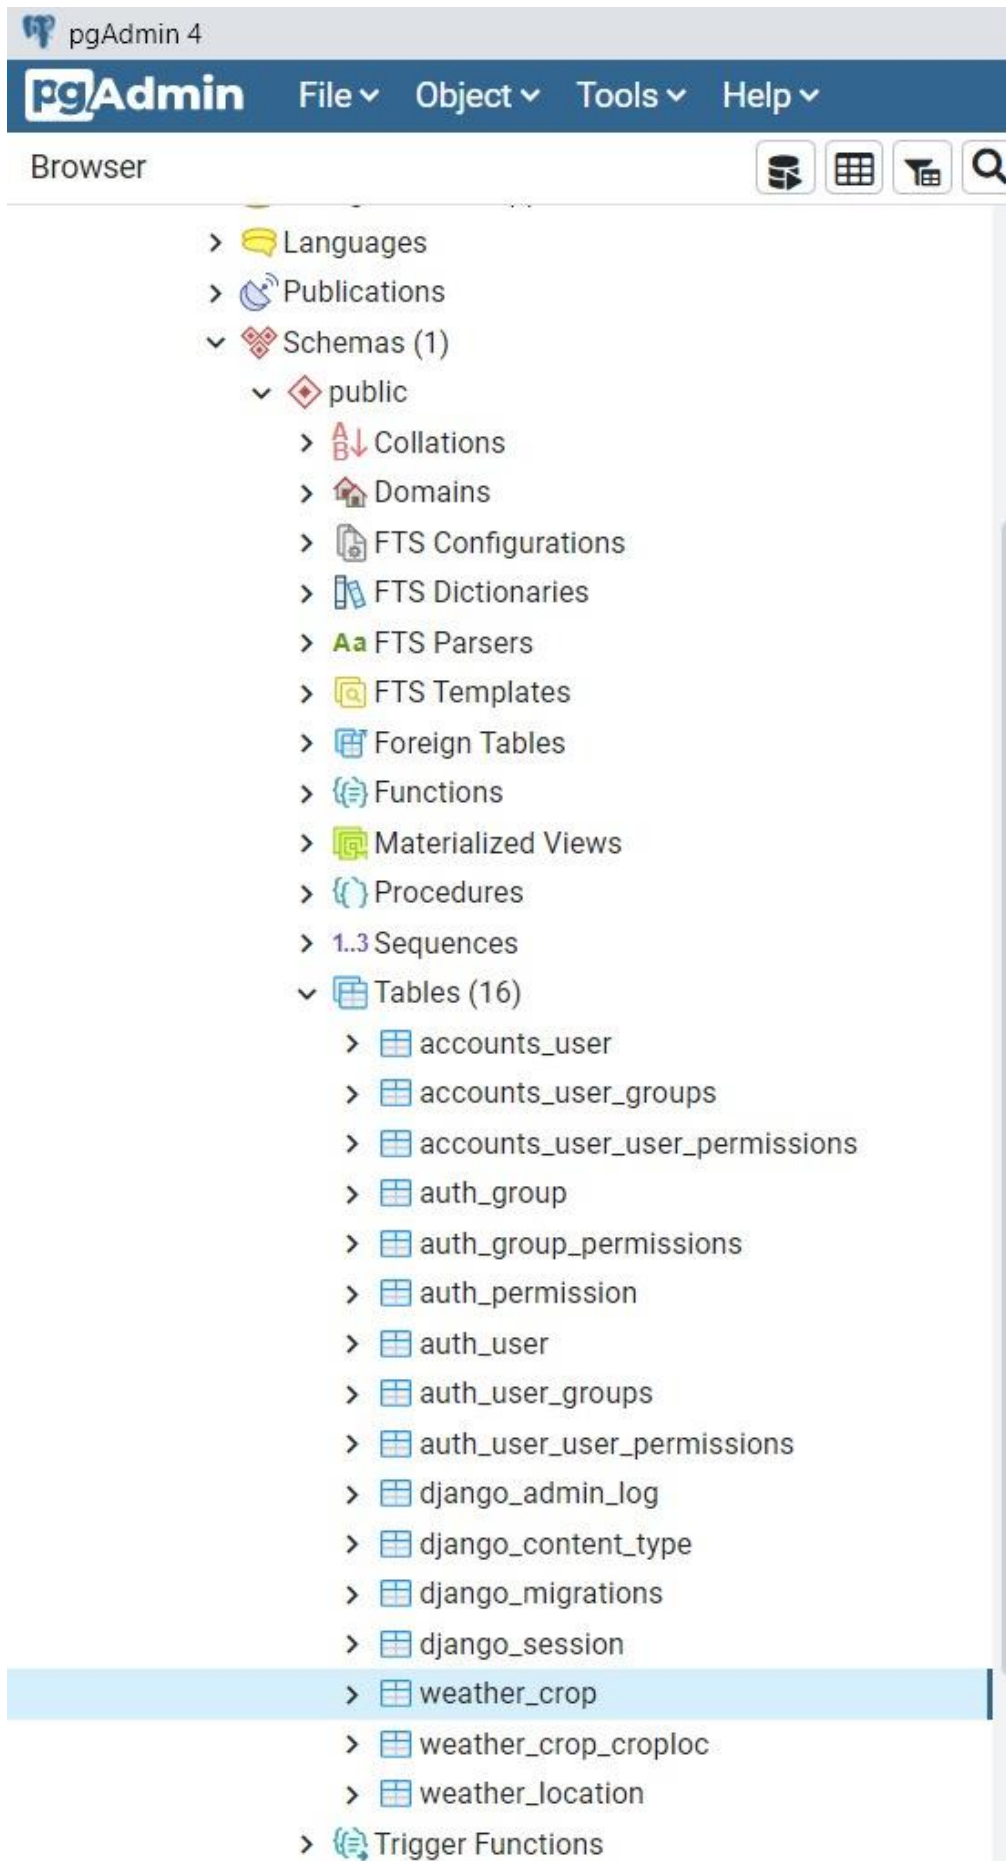 pgAdmin 4
pgAdmin File Object Tools Help
Browser
Languages
Publications
Schemas (1)
public
Collations
Domains
FTS Configurations
FTS Dictionaries
Aa FTS Parsers
FTS Templates
Foreign Tables
Functions
Materialized Views
Procedures
1..3 Sequences
Tables (16)
accounts_user
accounts_user_groups
accounts_user_user_permissions
auth_group
auth_group_permissions
auth_permission
auth_user
auth_user_groups
auth_user_user_permissions
django_admin_log
django_content_type
django_migrations
django_session
weather_crop
weather_crop_croploc
weather_location
Trigger Functions